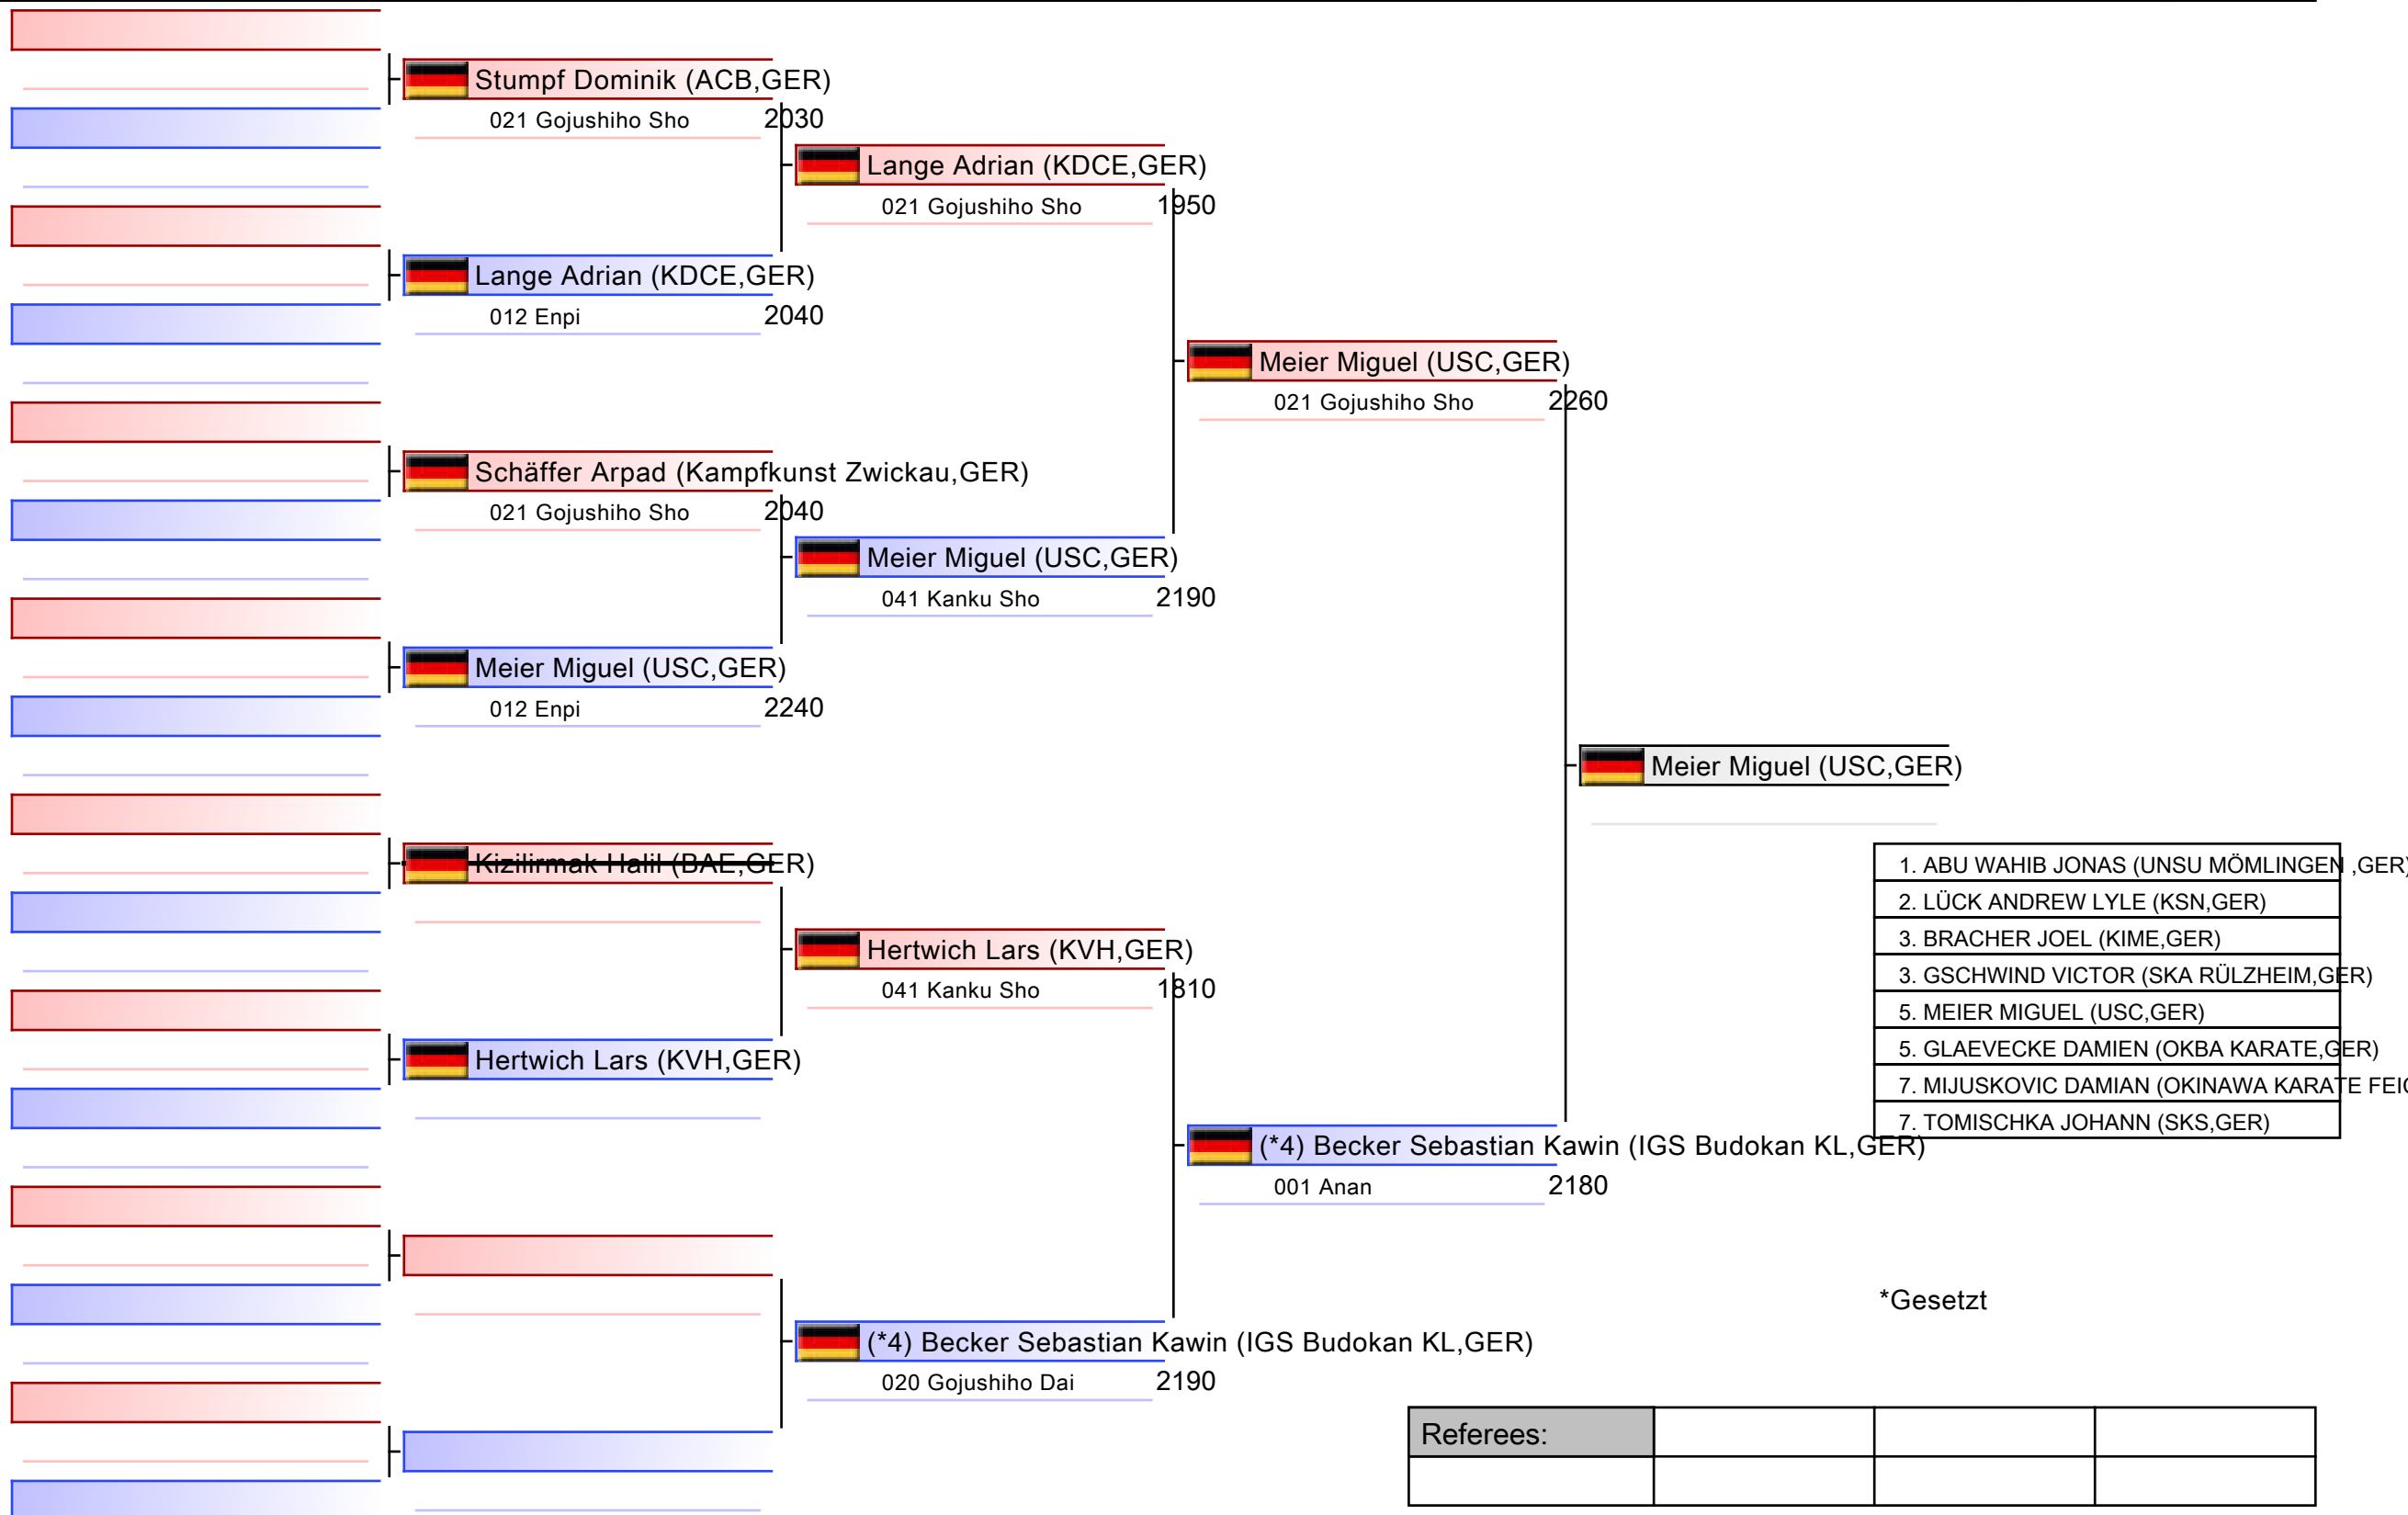 Stumpf Dominik (ACB,GER)
021 Gojushiho Sho 2030
Lange Adrian (KDCE,GER)
021 Gojushiho Sho 1950
Lange Adrian (KDCE,GER)
012 Enpi 2040
Meier Miguel (USC,GER)
021 Gojushiho Sho 2260
Schäffer Arpad (Kampfkunst Zwickau,GER)
021 Gojushiho Sho 2040
Meier Miguel (USC,GER)
041 Kanku Sho 2190
Meier Miguel (USC,GER)
012 Enpi 2240
Meier Miguel (USC,GER)
Kizilirmak Halil (BAE,GER)
Hertwich Lars (KVH,GER)
041 Kanku Sho 1810
Hertwich Lars (KVH,GER)
(*4) Becker Sebastian Kawin (IGS Budokan KL,GER)
001 Anan 2180
(*4) Becker Sebastian Kawin (IGS Budokan KL,GER)
020 Gojushiho Dai 2190
1. ABU WAHIB JONAS (UNSU MÖMLINGEN ,GER)
2. LÜCK ANDREW LYLE (KSN,GER)
3. BRACHER JOEL (KIME,GER)
3. GSCHWIND VICTOR (SKA RÜLZHEIM,GER)
5. MEIER MIGUEL (USC,GER)
5. GLAEVECKE DAMIEN (OKBA KARATE,GER)
7. MIJUSKOVIC DAMIAN (OKINAWA KARATE
7. TOMISCHKA JOHANN (SKS,GER)
*Gesetzt
Referees: